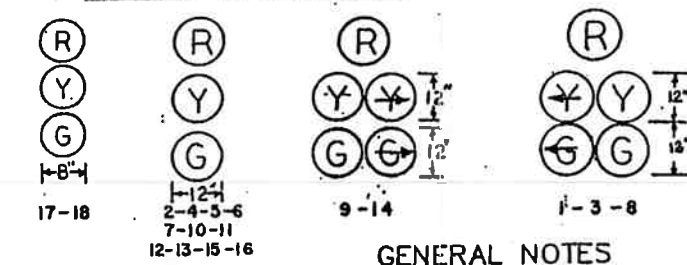 R R R R
Y Y Y Y Y Y
12" 12"
G G G G G G
12" 12"
8" 12"
17-18 2-4-5-6 9-14 1-3-8
7-10-11
12-13-15-16
GENERAL NOTES